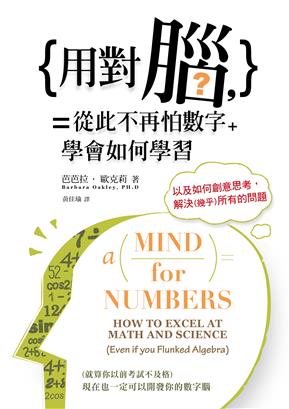 {用對腦,}
?
=從此不再怕數字+
學會如何學習
芭芭拉・歐克莉 著
Barbara Oakley, PH.D
黃佳瑜 譯
以及如何創意思考，
解決(幾乎)所有的問題
a (MIND
for
NUMBERS) =
HOW TO EXCEL AT
MATH AND SCIENCE
(Even if you Flunked Algebra)
(就算你以前考試不及格)
現在也一定可以開發你的數字腦